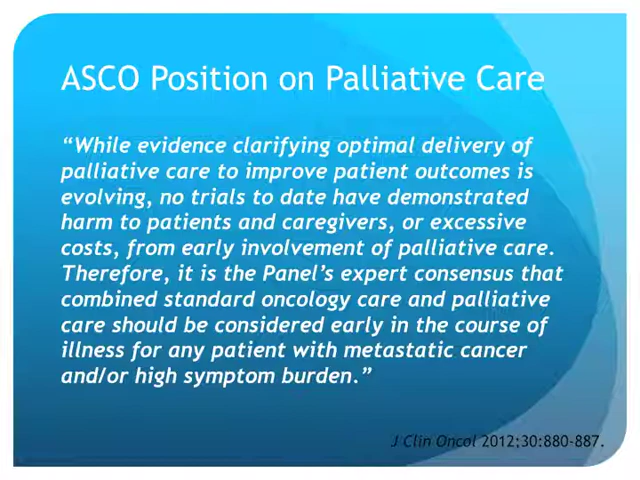 ASCO Position on Palliative Care
“While evidence clarifying optimal delivery of
palliative care to improve patient outcomes is
evolving, no trials to date have demonstrated
harm to patients and caregivers, or excessive
costs, from early involvement of palliative care.
Therefore, it is the Panel’s expert consensus that
combined standard oncology care and palliative
care should be considered early in the course of
illness for any patient with metastatic cancer
and/or high symptom burden.”
J Clin Oncol 2012;30:880-887.